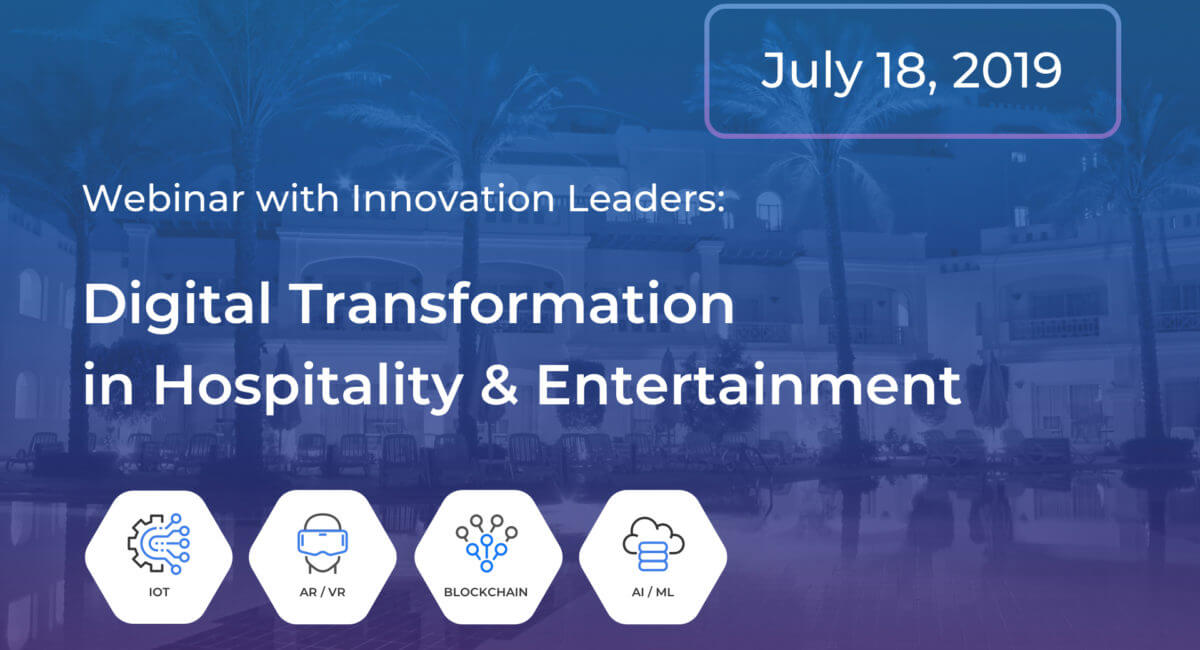 July 18, 2019
Webinar with Innovation Leaders:
Digital Transformation
in Hospitality & Entertainment
IOT
AR / VR
BLOCKCHAIN
AI / ML